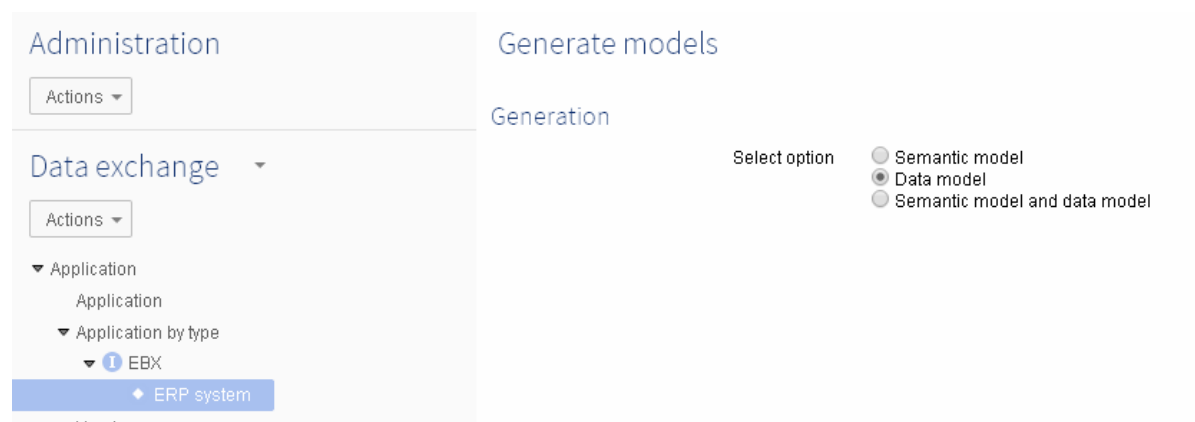 Administration
Actions
Data exchange
Actions
Application
Application
Application by type
EBX
ERP system
Generate models
Generation
Select option
Semantic model
Data model
Semantic model and data model